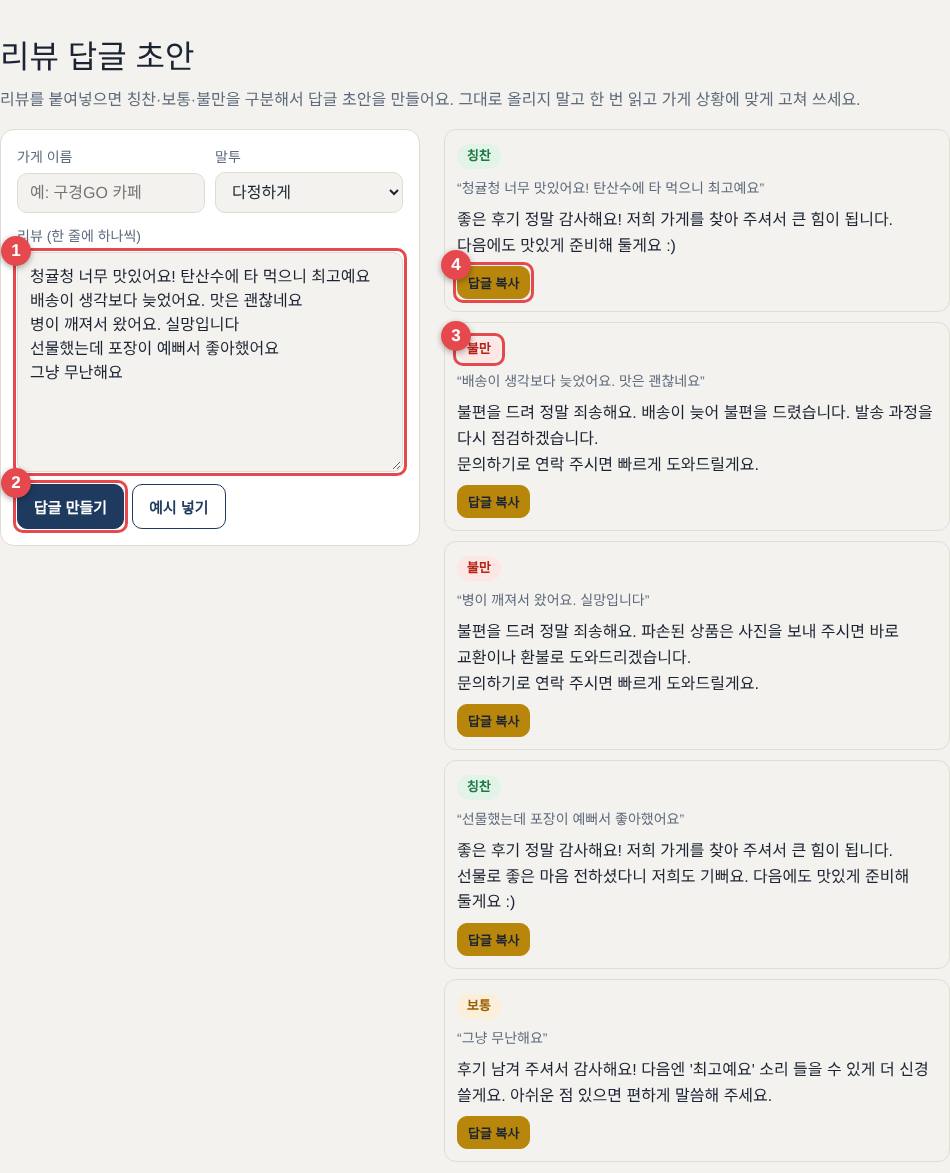 리뷰 답글 초안
리뷰를 붙여넣으면 칭찬·보통·불만을 구분해서 답글 초안을 만들어요. 그대로 올리지 말고 한 번 읽고 가게 상황에 맞게 고쳐 쓰세요.
가게 이름
말투
예: 구경GO 카페
다정하게
리뷰 (한 줄에 하나씩)
1
청귤청 너무 맛있어요! 탄산수에 타 먹으니 최고예요
배송이 생각보다 늦었어요. 맛은 괜찮네요
병이 깨져서 왔어요. 실망입니다
선물했는데 포장이 예뻐서 좋아했어요
그냥 무난해요
2
답글 만들기
예시 넣기
칭찬
“청귤청 너무 맛있어요! 탄산수에 타 먹으니 최고예요”
좋은 후기 정말 감사해요! 저희 가게를 찾아 주셔서 큰 힘이 됩니다.
다음에도 맛있게 준비해 둘게요 :)
4
답글 복사
3
불만
“배송이 생각보다 늦었어요. 맛은 괜찮네요”
불편을 드려 정말 죄송해요. 배송이 늦어 불편을 드렸습니다. 발송 과정을
다시 점검하겠습니다.
문의하기로 연락 주시면 빠르게 도와드릴게요.
답글 복사
불만
“병이 깨져서 왔어요. 실망입니다”
불편을 드려 정말 죄송해요. 파손된 상품은 사진을 보내 주시면 바로
교환이나 환불로 도와드리겠습니다.
문의하기로 연락 주시면 빠르게 도와드릴게요.
답글 복사
칭찬
“선물했는데 포장이 예뻐서 좋아했어요”
좋은 후기 정말 감사해요! 저희 가게를 찾아 주셔서 큰 힘이 됩니다.
선물로 좋은 마음 전하셨다니 저희도 기뻐요. 다음에도 맛있게 준비해
둘게요 :)
답글 복사
보통
“그냥 무난해요”
후기 남겨 주셔서 감사해요! 다음엔 '최고예요' 소리 들을 수 있게 더 신경
쓸게요. 아쉬운 점 있으면 편하게 말씀해 주세요.
답글 복사